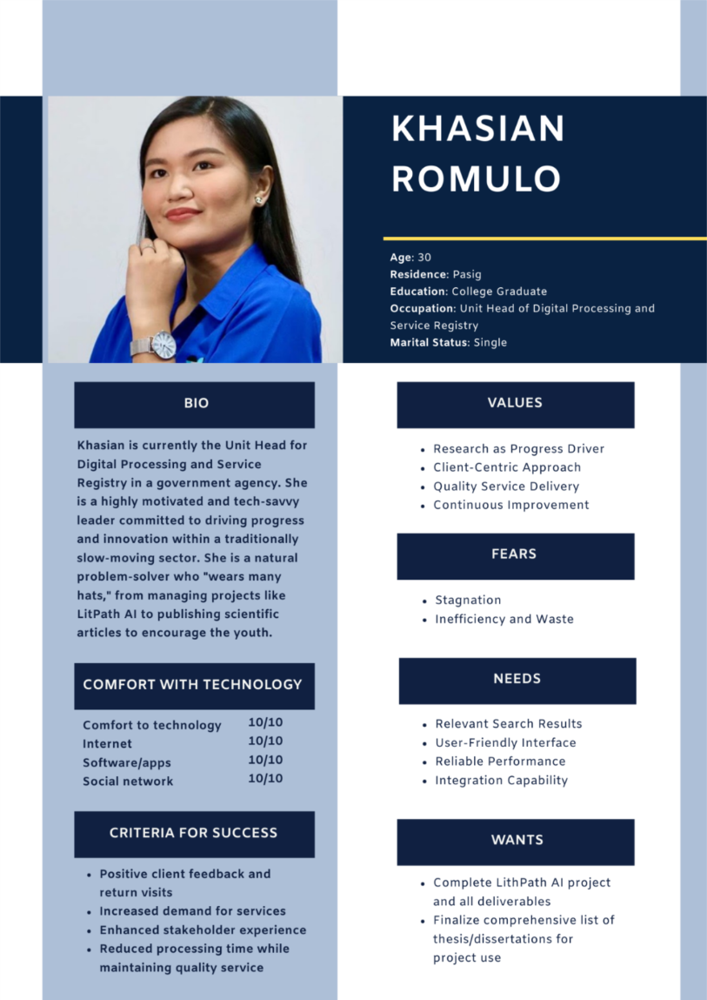 KHASIAN
ROMULO
Age: 30
Residence: Pasig
Education: College Graduate
Occupation: Unit Head of Digital Processing and
Service Registry
Marital Status: Single
BIO
Khasian is currently the Unit Head for
Digital Processing and Service
Registry in a government agency. She
is a highly motivated and tech-savvy
leader committed to driving progress
and innovation within a traditionally
slow-moving sector. She is a natural
problem-solver who "wears many
hats," from managing projects like
LitPath AI to publishing scientific
articles to encourage the youth.
COMFORT WITH TECHNOLOGY
Comfort to technology 10/10
Internet 10/10
Software/apps 10/10
Social network 10/10
CRITERIA FOR SUCCESS
• Positive client feedback and
return visits
• Increased demand for services
• Enhanced stakeholder experience
• Reduced processing time while
maintaining quality service
VALUES
• Research as Progress Driver
• Client-Centric Approach
• Quality Service Delivery
• Continuous Improvement
FEARS
• Stagnation
• Inefficiency and Waste
NEEDS
• Relevant Search Results
• User-Friendly Interface
• Reliable Performance
• Integration Capability
WANTS
• Complete LithPath AI project
and all deliverables
• Finalize comprehensive list of
thesis/dissertations for
project use